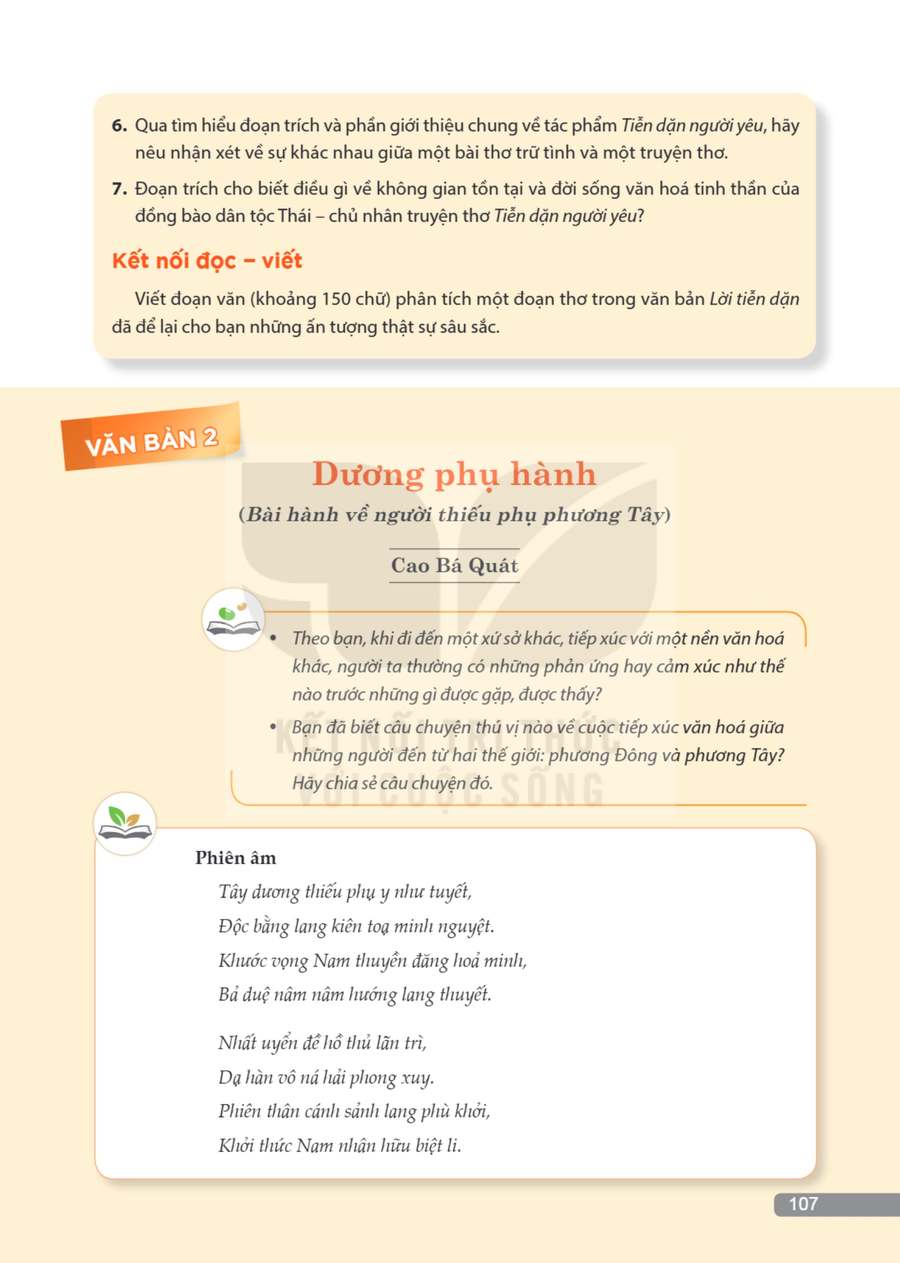 6. Qua tìm hiểu đoạn trích và phần giới thiệu chung về tác phẩm Tiễn dặn người yêu, hãy
nêu nhận xét về sự khác nhau giữa một bài thơ trữ tình và một truyện thơ.
7. Đoạn trích cho biết điều gì về không gian tồn tại và đời sống văn hoá tinh thần của
đồng bào dân tộc Thái – chủ nhân truyện thơ Tiễn dặn người yêu?
Kết nối đọc – viết
Viết đoạn văn (khoảng 150 chữ) phân tích một đoạn thơ trong văn bản Lời tiễn dặn
đã để lại cho bạn những ấn tượng thật sự sâu sắc.
VĂN BẢN 2
Dương phụ hành
(Bài hành về người thiếu phụ phương Tây)
Cao Bá Quát
• Theo bạn, khi đi đến một xứ sở khác, tiếp xúc với một nền văn hoá
khác, người ta thường có những phản ứng hay cảm xúc như thế
nào trước những gì được gặp, được thấy?
• Bạn đã biết câu chuyện thú vị nào về cuộc tiếp xúc văn hoá giữa
những người đến từ hai thế giới: phương Đông và phương Tây?
Hãy chia sẻ câu chuyện đó.
KẾT NỐI TRI THỨC
VỚI CUỘC SỐNG
Phiên âm
Tây dương thiếu phụ y như tuyết,
Độc bằng lang kiên toạ minh nguyệt.
Khước vọng Nam thuyền đăng hoả minh,
Bả duệ nâm nâm hướng lang thuyết.
Nhất uyển đề hồ thủ lãn trì,
Dạ hàn vô ná hải phong xuy.
Phiên thân cánh sảnh lang phù khởi,
Khởi thức Nam nhân hữu biệt li.
107